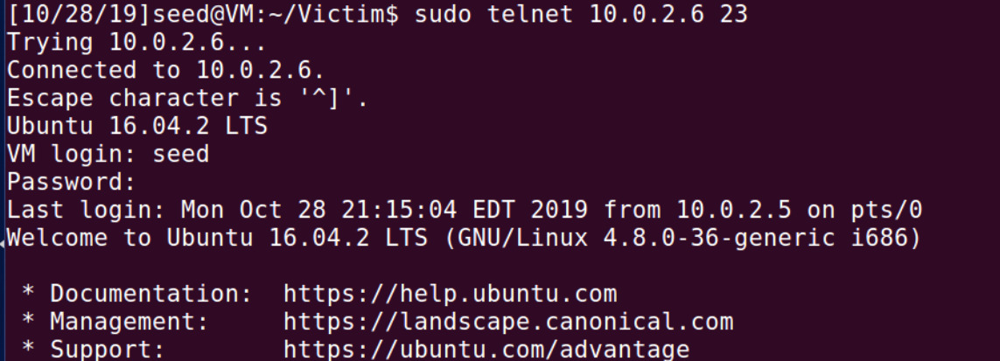 [10/28/19]seed@VM:~/Victim$ sudo telnet 10.0.2.6 23
Trying 10.0.2.6...
Connected to 10.0.2.6.
Escape character is '^]'.
Ubuntu 16.04.2 LTS
VM login: seed
Password:
Last login: Mon Oct 28 21:15:04 EDT 2019 from 10.0.2.5 on pts/0
Welcome to Ubuntu 16.04.2 LTS (GNU/Linux 4.8.0-36-generic i686)

 * Documentation:  https://help.ubuntu.com
 * Management:     https://landscape.canonical.com
 * Support:        https://ubuntu.com/advantage